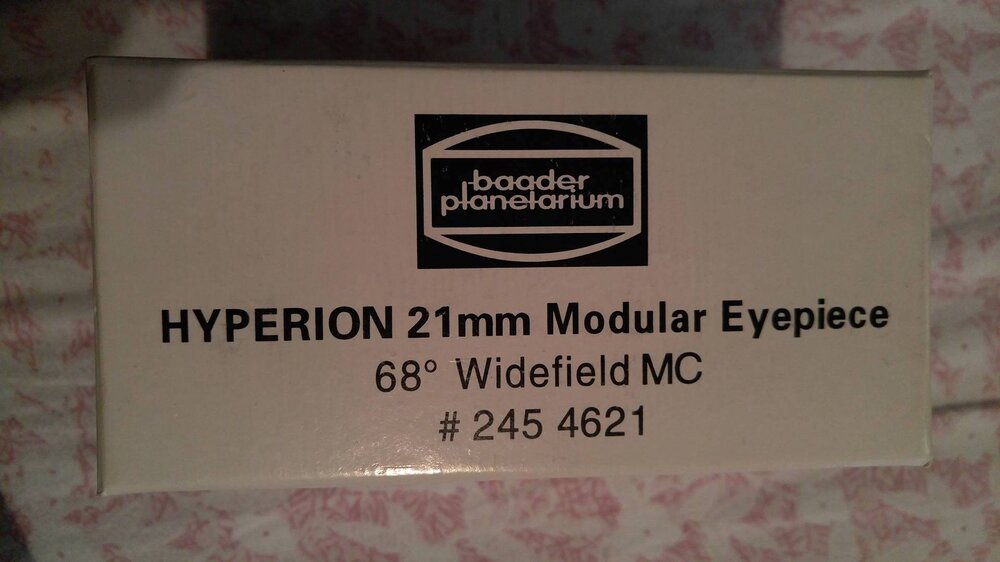 baader
planetarium
HYPERION 21mm Modular Eyepiece
68° Widefield MC
# 245 4621